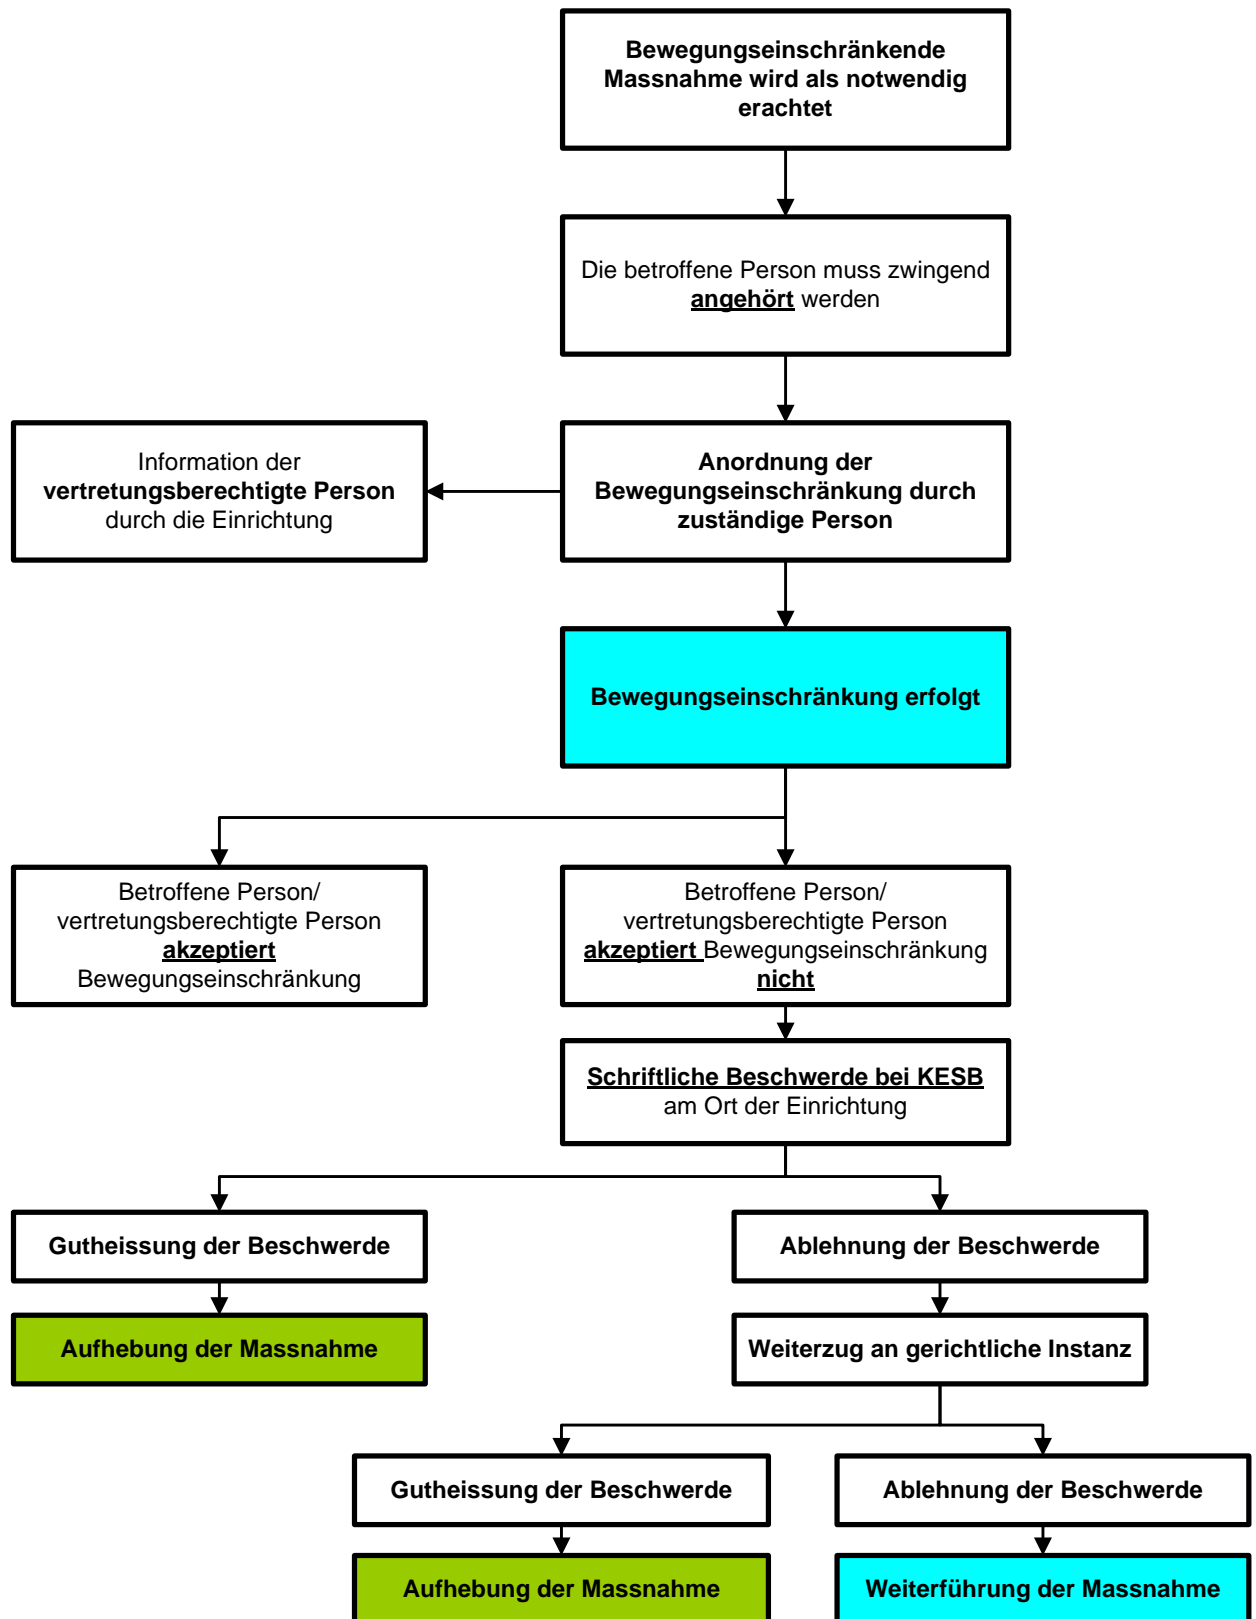 Bewegungseinschränkende
Massnahme wird als notwendig
erachtet
Die betroffene Person muss zwingend
angehört werden
Information der
vertretungsberechtigte Person
durch die Einrichtung
Anordnung der
Bewegungseinschränkung durch
zuständige Person
Bewegungseinschränkung erfolgt
Betroffene Person/
vertretungsberechtigte Person
akzeptiert
Bewegungseinschränkung
Betroffene Person/
vertretungsberechtigte Person
akzeptiert Bewegungseinschränkung
nicht
Schriftliche Beschwerde bei KESB
am Ort der Einrichtung
Gutheissung der Beschwerde
Ablehnung der Beschwerde
Aufhebung der Massnahme
Weiterzug an gerichtliche Instanz
Gutheissung der Beschwerde
Ablehnung der Beschwerde
Aufhebung der Massnahme
Weiterführung der Massnahme